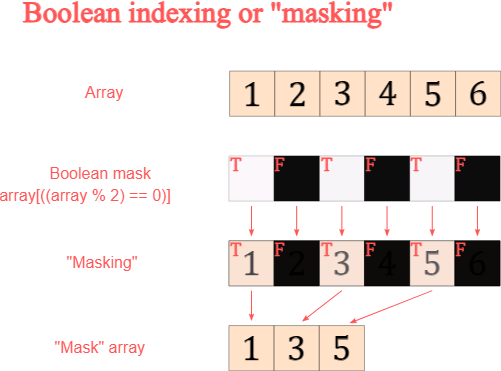 Boolean indexing or "masking"
Array
1 2 3 4 5 6
Boolean mask
array[((array % 2) == 0)]
T F T F T F
"Masking"
T F T F T F
1 2 3 4 5 6
"Mask" array
1 3 5